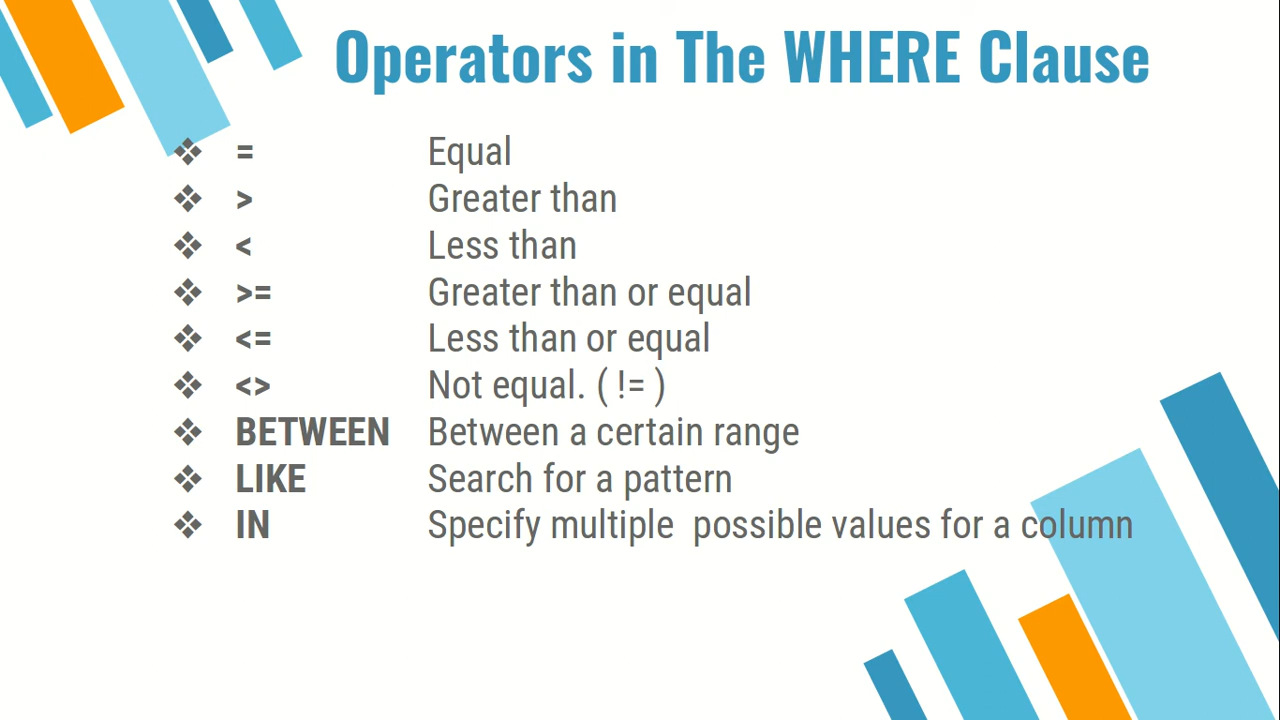 Operators in The WHERE Clause
❖ = Equal
❖ > Greater than
❖ < Less than
❖ >= Greater than or equal
❖ <= Less than or equal
❖ <> Not equal. ( != )
❖ BETWEEN Between a certain range
❖ LIKE Search for a pattern
❖ IN Specify multiple  possible values for a column